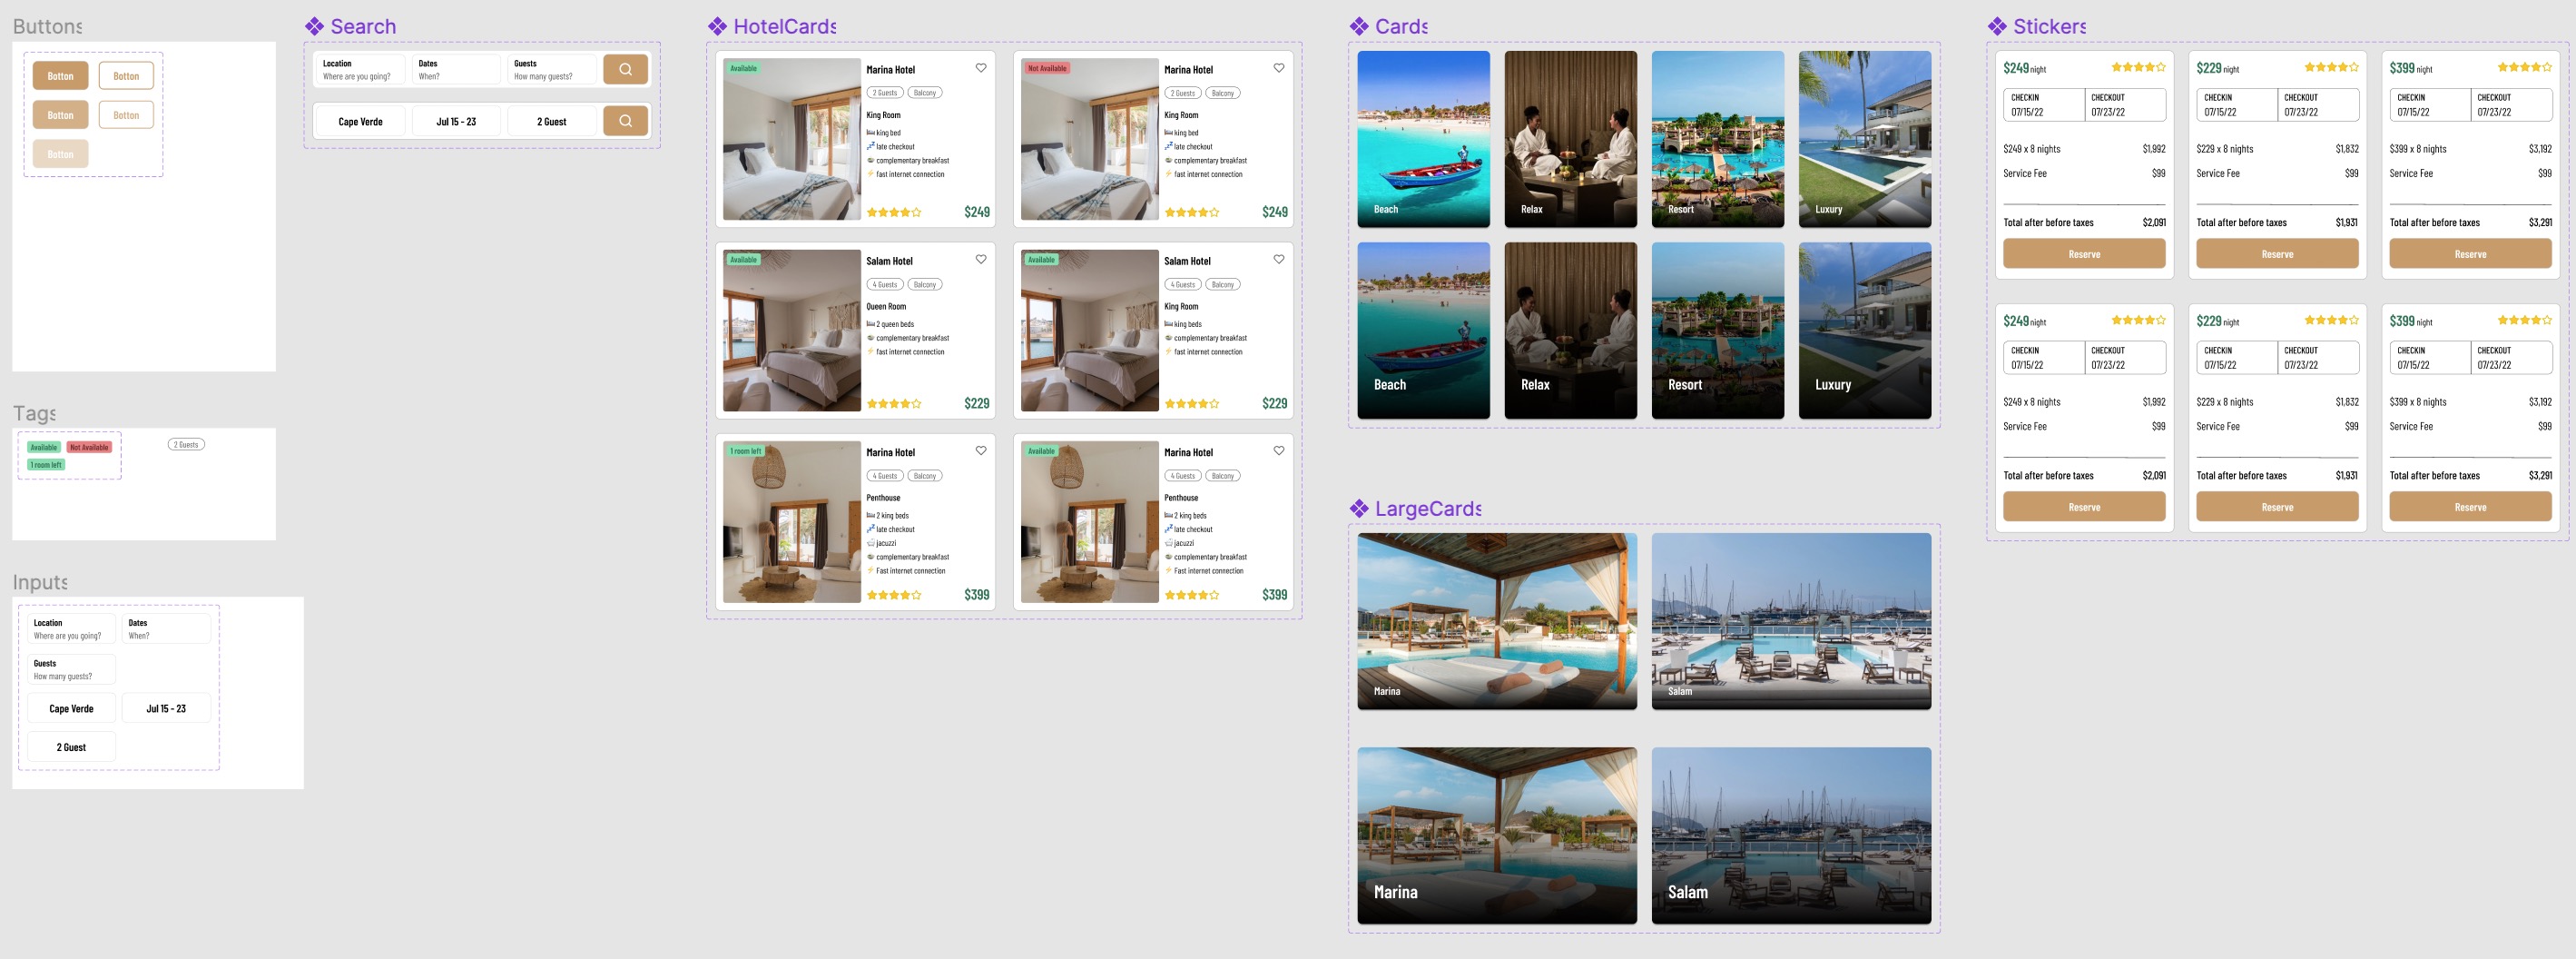 Buttons
Botton
Botton
Botton
Botton
Botton
Tags
Available
Not Available
1 room left
2 Guests
Inputs
Location
Where are you going?
Dates
When?
Guests
How many guests?
Cape Verde
Jul 15 - 23
2 Guest
Search
Location
Where are you going?
Dates
When?
Guests
How many guests?
Cape Verde
Jul 15 - 23
2 Guest
HotelCards
Available
Marina Hotel
2 Guests
Balcony
King Room
king bed
late checkout
complementary breakfast
fast internet connection
$249
Not Available
Marina Hotel
2 Guests
Balcony
King Room
king bed
late checkout
complementary breakfast
fast internet connection
$249
Available
Salam Hotel
4 Guests
Balcony
Queen Room
2 queen beds
complementary breakfast
fast internet connection
$229
Available
Salam Hotel
4 Guests
Balcony
King Room
king beds
complementary breakfast
fast internet connection
$229
1 room left
Marina Hotel
4 Guests
Balcony
Penthouse
2 king beds
late checkout
jacuzzi
complementary breakfast
Fast internet connection
$399
Available
Marina Hotel
4 Guests
Balcony
Penthouse
2 king beds
late checkout
jacuzzi
complementary breakfast
Fast internet connection
$399
Cards
Beach
Relax
Resort
Luxury
Beach
Relax
Resort
Luxury
LargeCards
Marina
Salam
Marina
Salam
Stickers
$249 night
CHECKIN
07/15/22
CHECKOUT
07/23/22
$249 x 8 nights $1,992
Service Fee $99
Total after before taxes $2,091
Reserve
$229 night
CHECKIN
07/15/22
CHECKOUT
07/23/22
$229 x 8 nights $1,832
Service Fee $99
Total after before taxes $1,931
Reserve
$399 night
CHECKIN
07/15/22
CHECKOUT
07/23/22
$399 x 8 nights $3,192
Service Fee $99
Total after before taxes $3,291
Reserve
$249 night
CHECKIN
07/15/22
CHECKOUT
07/23/22
$249 x 8 nights $1,992
Service Fee $99
Total after before taxes $2,091
Reserve
$229 night
CHECKIN
07/15/22
CHECKOUT
07/23/22
$229 x 8 nights $1,832
Service Fee $99
Total after before taxes $1,931
Reserve
$399 night
CHECKIN
07/15/22
CHECKOUT
07/23/22
$399 x 8 nights $3,192
Service Fee $99
Total after before taxes $3,291
Reserve